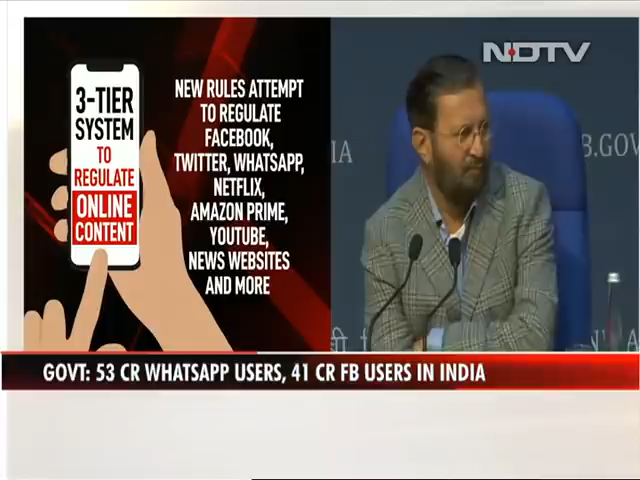 NDTV
3-TIER
SYSTEM
TO
REGULATE
ONLINE
CONTENT
NEW RULES ATTEMPT
TO REGULATE
FACEBOOK,
TWITTER, WHATSAPP,
NETFLIX,
AMAZON PRIME,
YOUTUBE,
NEWS WEBSITES
AND MORE
IA
B.GOV
GOVT: 53 CR WHATSAPP USERS, 41 CR FB USERS IN INDIA